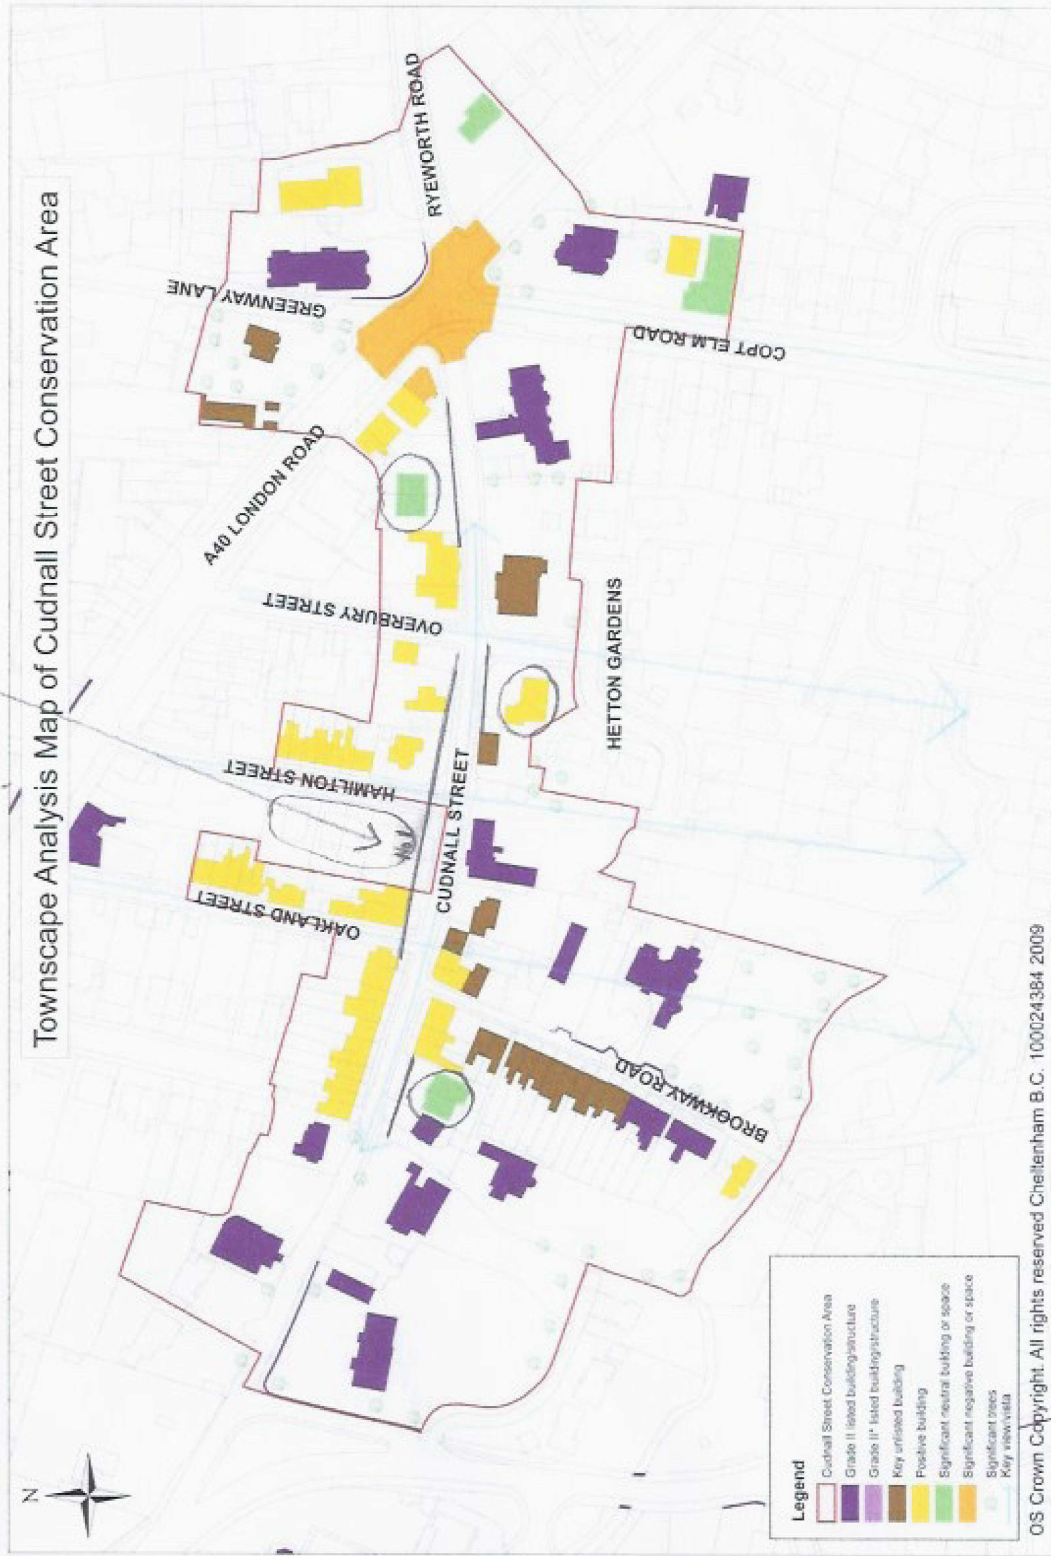 Townscape Analysis Map of Cudnall Street Conservation Area
N
GREENWAY LANE
RYEWORTH ROAD
A40 LONDON ROAD
COPT ELM ROAD
OVERBURY STREET
HETTON GARDENS
HAMILTON STREET
CUDNALL STREET
OAKLAND STREET
BROOKWAY ROAD
Legend
Cudnall Street Conservation Area
Grade II listed building/structure
Grade II* listed building/structure
Key unlisted building
Positive building
Significant neutral building or space
Significant negative building or space
Significant trees
Key view/vista
OS Crown Copyright. All rights reserved Cheltenham B.C. 100024384 2009